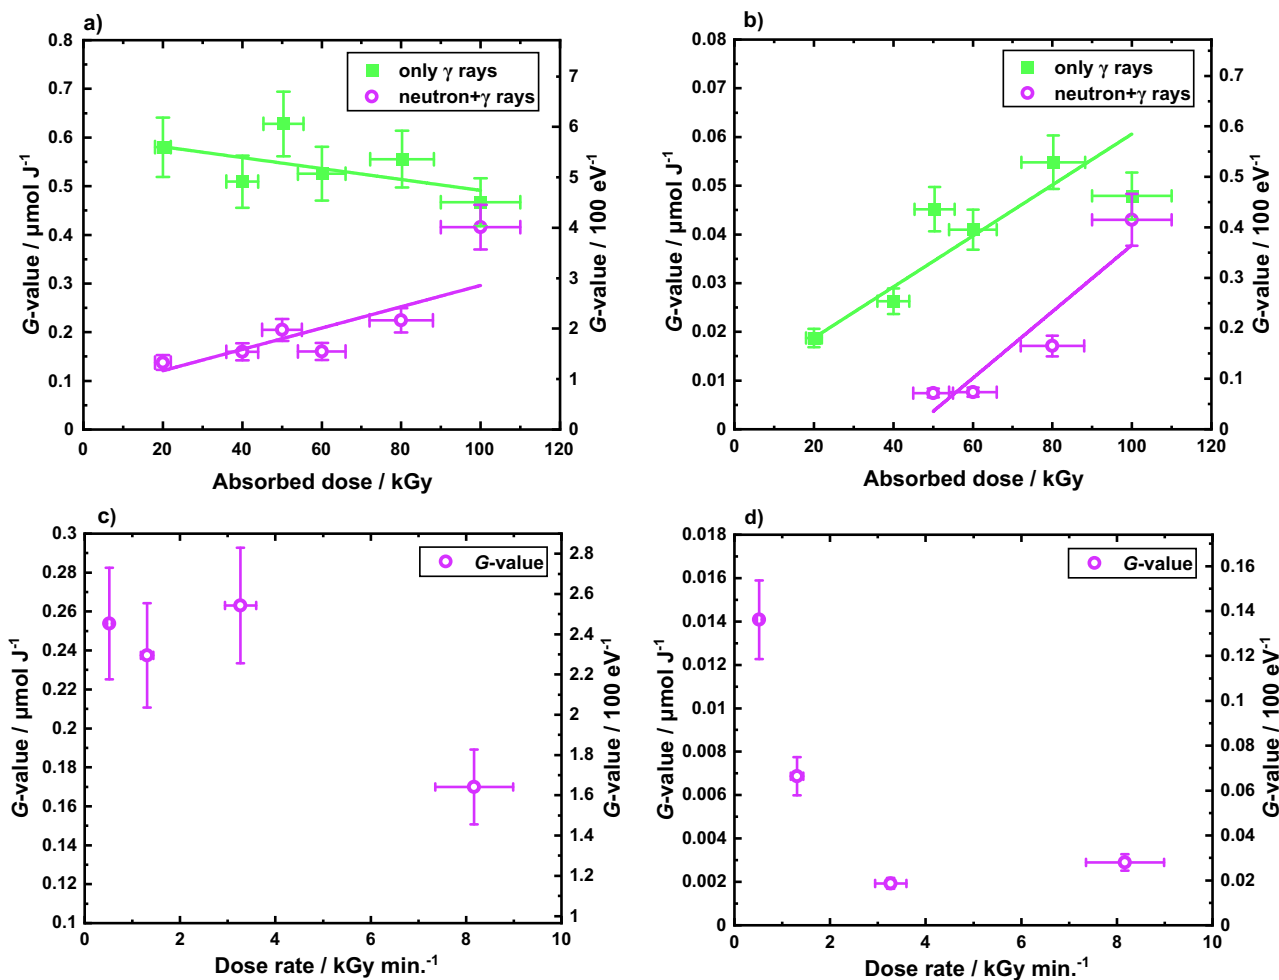 a)
0.8
0.7
0.6
0.5
0.4
0.3
0.2
0.1
0
G-value / µmol J⁻¹
only γ rays
neutron+γ rays
7
6
5
4
3
2
1
0
G-value / 100 eV⁻¹
0 20 40 60 80 100 120
Absorbed dose / kGy
b)
0.08
0.07
0.06
0.05
0.04
0.03
0.02
0.01
0
G-value / µmol J⁻¹
only γ rays
neutron+γ rays
0.7
0.6
0.5
0.4
0.3
0.2
0.1
0
G-value / 100 eV⁻¹
0 20 40 60 80 100 120
Absorbed dose / kGy
c)
0.3
0.28
0.26
0.24
0.22
0.2
0.18
0.16
0.14
0.12
0.1
G-value / µmol J⁻¹
G-value
2.8
2.6
2.4
2.2
2
1.8
1.6
1.4
1.2
1
G-value / 100 eV⁻¹
0 2 4 6 8 10
Dose rate / kGy min.⁻¹
d)
0.018
0.016
0.014
0.012
0.01
0.008
0.006
0.004
0.002
0
G-value / µmol J⁻¹
G-value
0.16
0.14
0.12
0.1
0.08
0.06
0.04
0.02
0
G-value / 100 eV⁻¹
0 2 4 6 8 10
Dose rate / kGy min.⁻¹